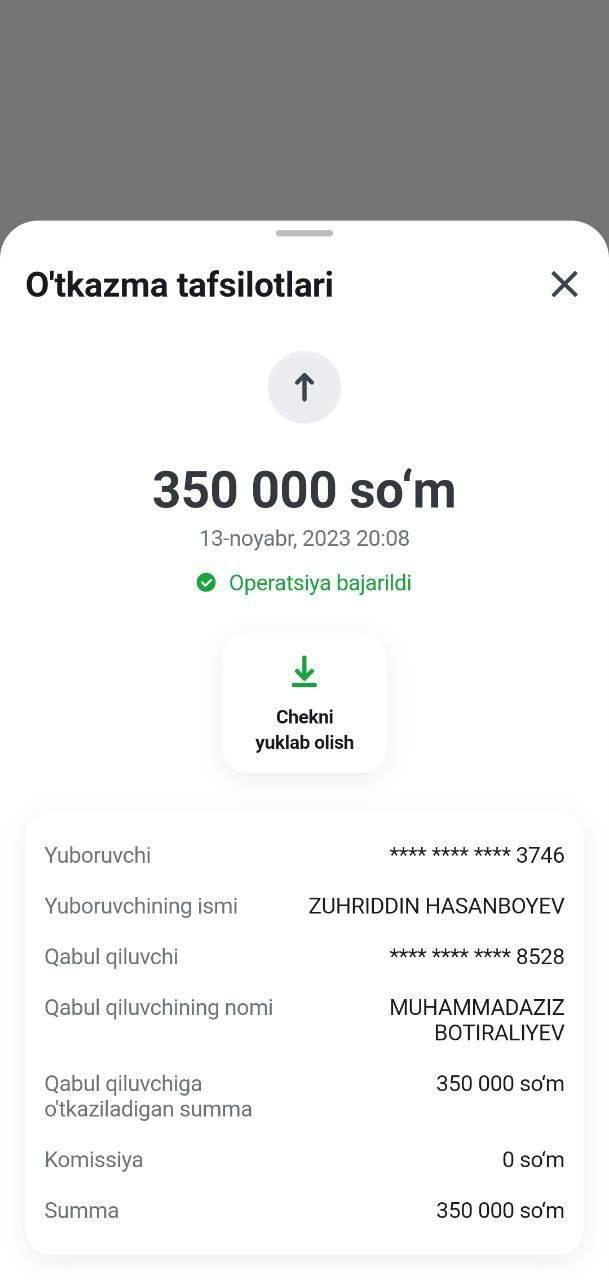 O'tkazma tafsilotlari
350 000 so‘m
13-noyabr, 2023 20:08
Operatsiya bajarildi
Chekni
yuklab olish
Yuboruvchi **** **** **** 3746
Yuboruvchining ismi ZUHRIDDIN HASANBOYEV
Qabul qiluvchi **** **** **** 8528
Qabul qiluvchining nomi MUHAMMADAZIZ
BOTIRALIYEV
Qabul qiluvchiga 350 000 so‘m
o'tkaziladigan summa
Komissiya 0 so‘m
Summa 350 000 so‘m